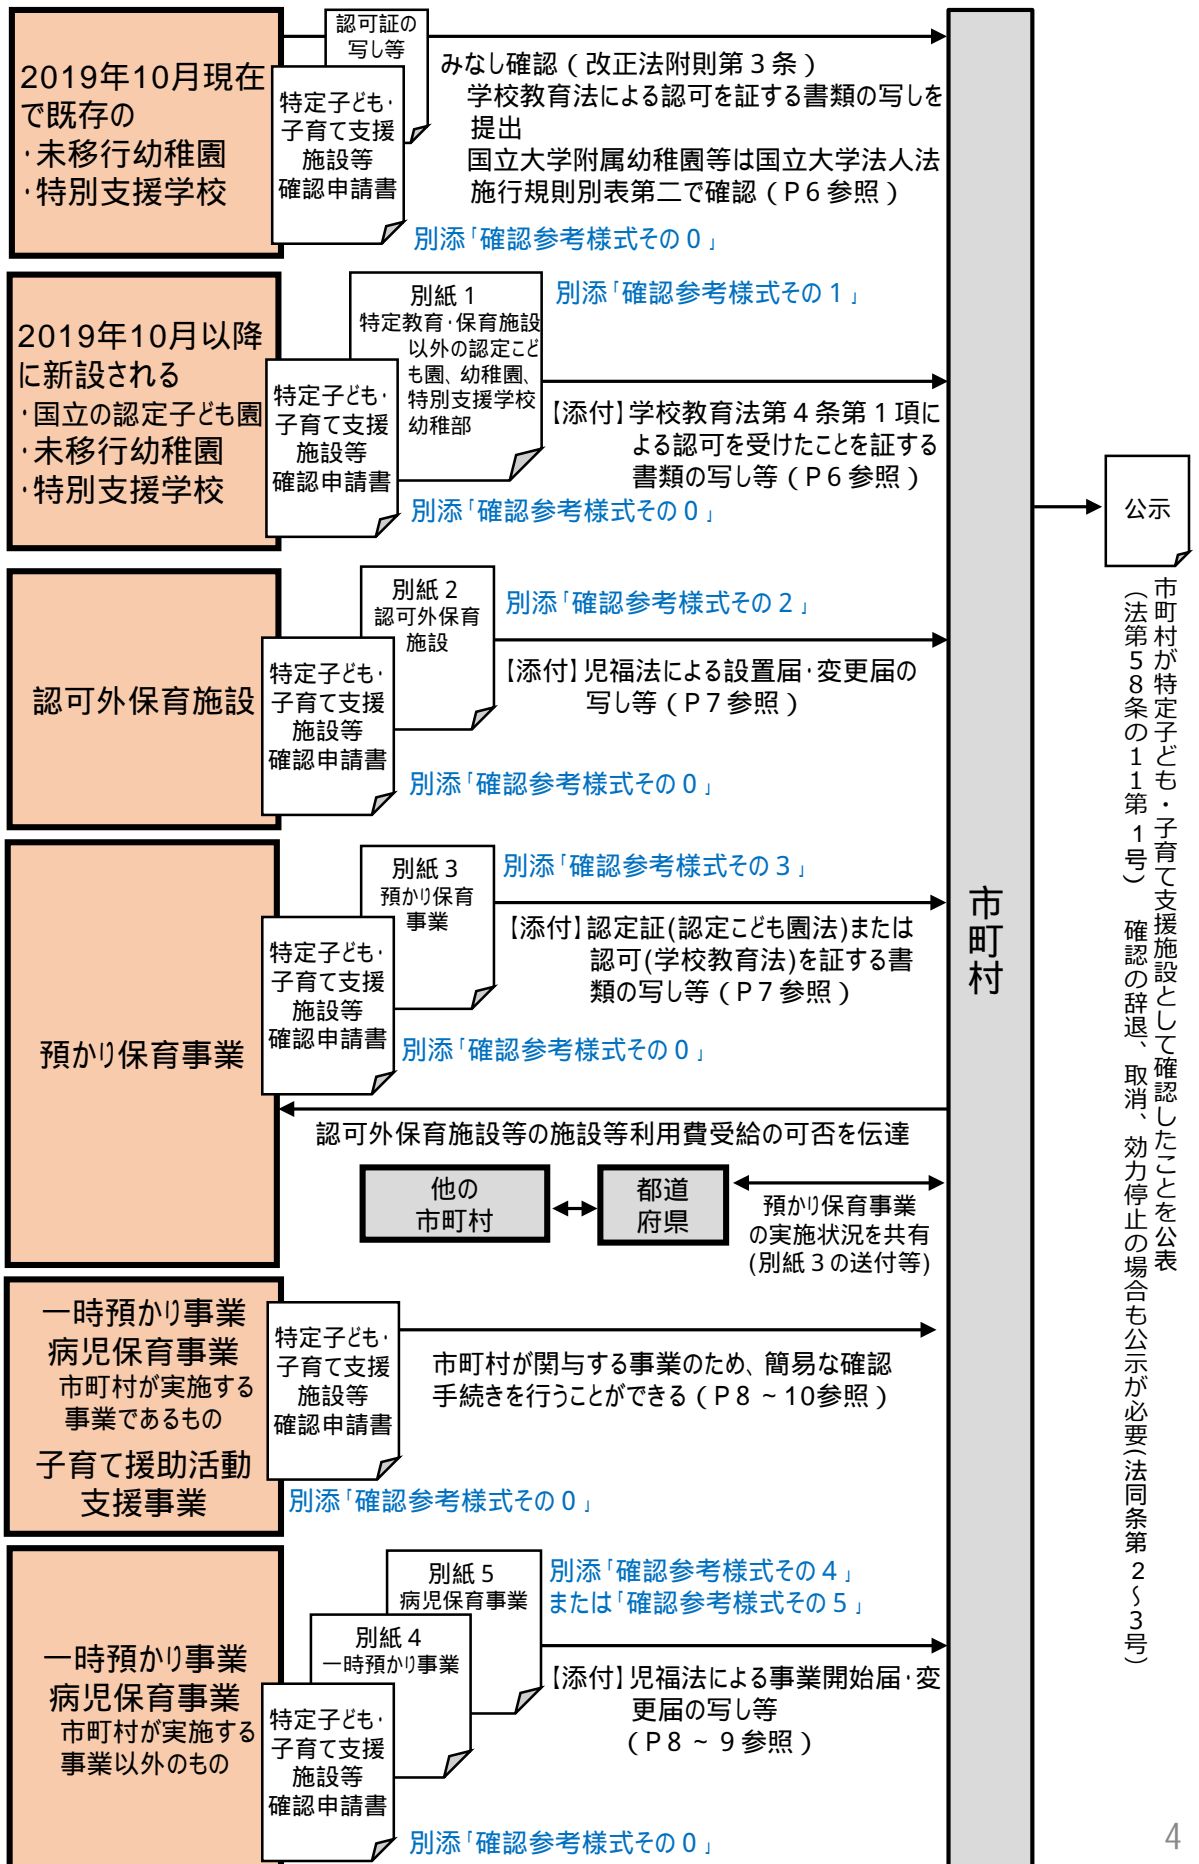 2019年10月現在
で既存の
・未移行幼稚園
・特別支援学校
認可証の
写し等
特定子ども・
子育て支援
施設等
確認申請書
みなし確認（改正法附則第３条）
学校教育法による認可を証する書類の写しを
提出
国立大学附属幼稚園等は国立大学法人法
施行規則別表第二で確認（Ｐ６参照）
別添「確認参考様式その０」
2019年10月以降
に新設される
・国立の認定子ども園
・未移行幼稚園
・特別支援学校
別紙１
特定教育・保育施設
以外の認定こど
も園、幼稚園、
特別支援学校
幼稚部
特定子ども・
子育て支援
施設等
確認申請書
別添「確認参考様式その１」
【添付】学校教育法第４条第１項に
よる認可を受けたことを証する
書類の写し等（Ｐ６参照）
別添「確認参考様式その０」
認可外保育施設
別紙２
認可外保育
施設
特定子ども・
子育て支援
施設等
確認申請書
別添「確認参考様式その２」
【添付】児福法による設置届・変更届の
写し等（Ｐ７参照）
別添「確認参考様式その０」
預かり保育事業
別紙３
預かり保育
事業
特定子ども・
子育て支援
施設等
確認申請書
別添「確認参考様式その３」
【添付】認定証(認定こども園法)または
認可(学校教育法)を証する書
類の写し等（Ｐ７参照）
別添「確認参考様式その０」
認可外保育施設等の施設等利用費受給の可否を伝達
他の
市町村
都道
府県
預かり保育事業
の実施状況を共有
(別紙３の送付等)
一時預かり事業
病児保育事業
市町村が実施する
事業であるもの
子育て援助活動
支援事業
特定子ども・
子育て支援
施設等
確認申請書
市町村が関与する事業のため、簡易な確認
手続きを行うことができる（Ｐ８～10参照）
別添「確認参考様式その０」
一時預かり事業
病児保育事業
市町村が実施する
事業以外のもの
別紙５
病児保育事業
別紙４
一時預かり事業
特定子ども・
子育て支援
施設等
確認申請書
別添「確認参考様式その４」
または「確認参考様式その５」
【添付】児福法による事業開始届・変
更届の写し等
（Ｐ８～９参照）
別添「確認参考様式その０」
市町村
公示
市町村が特定子ども・子育て支援施設として確認したことを公表
（法第５８条の１１第１号）　確認の辞退、取消、効力停止の場合も公示が必要（法同条第２～３号）
4